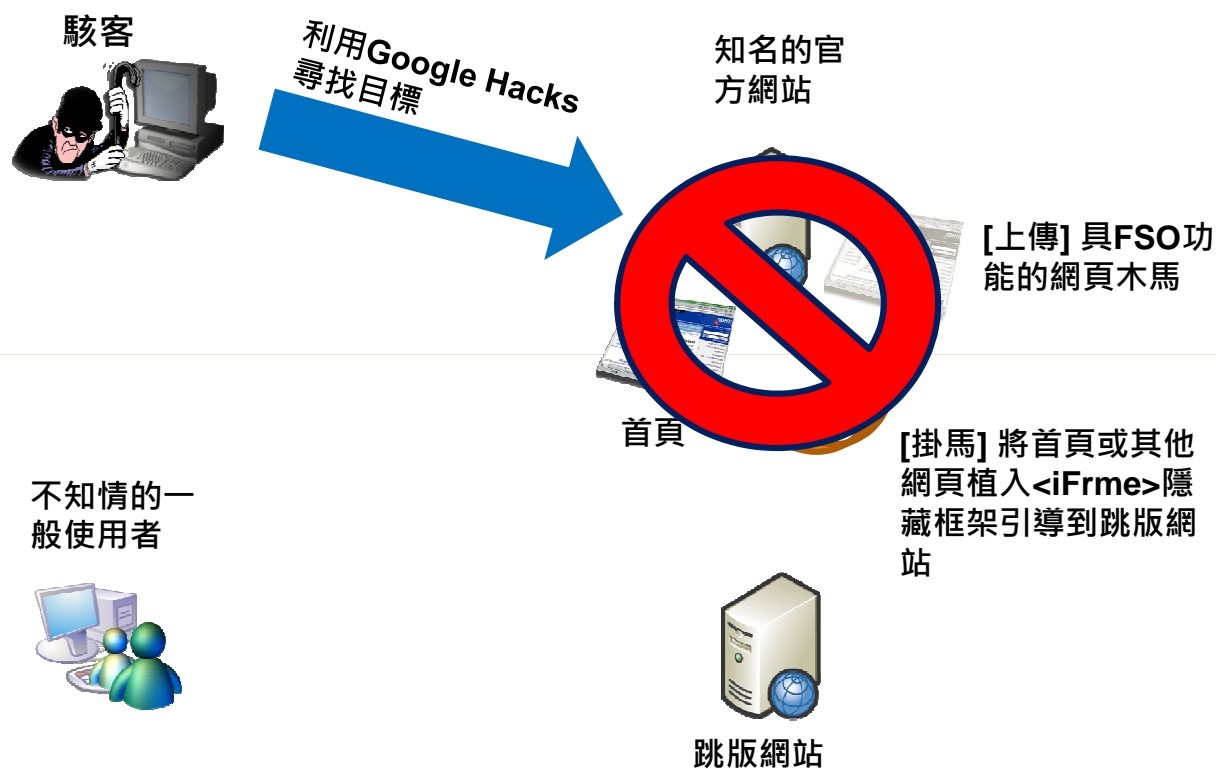 駭客
利用Google Hacks
尋找目標
知名的官
方網站
[上傳] 具FSO功
能的網頁木馬
首頁
[掛馬] 將首頁或其他
網頁植入<iFrme>隱
藏框架引導到跳版網
站
不知情的一
般使用者
跳版網站